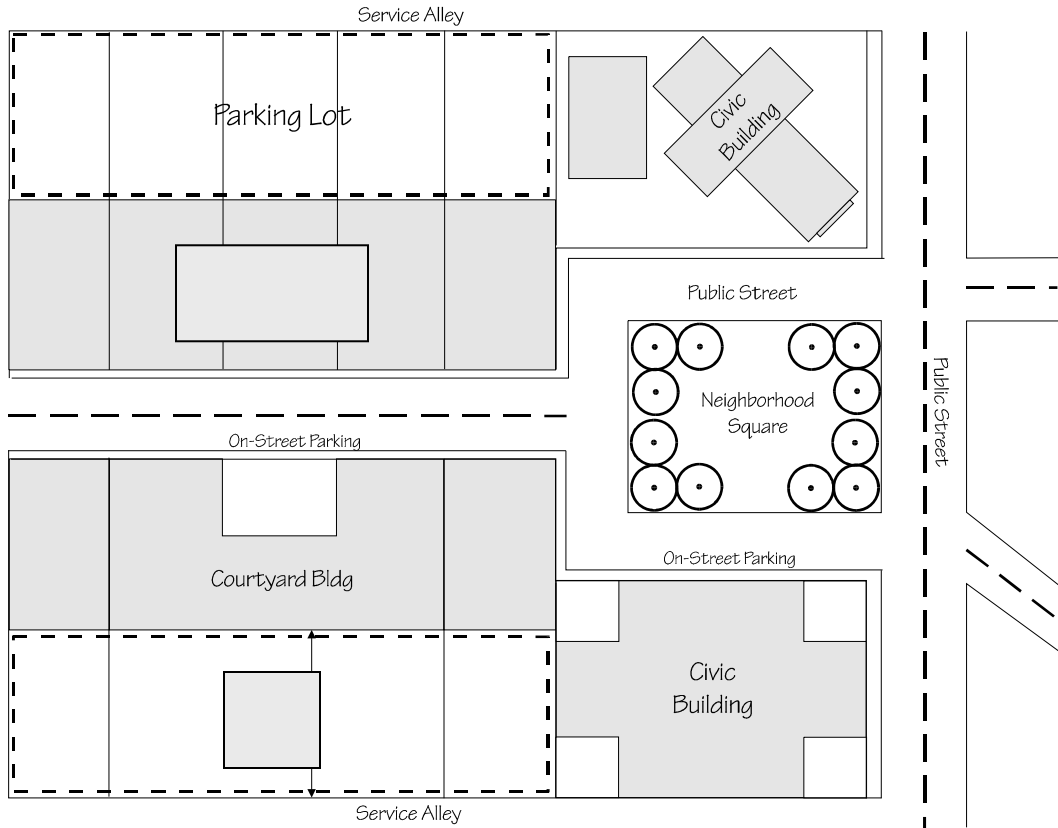 Service Alley
Parking Lot
Civic
Building
Public Street
Neighborhood
Square
Public Street
On-Street Parking
On-Street Parking
Courtyard Bldg
Civic
Building
Service Alley